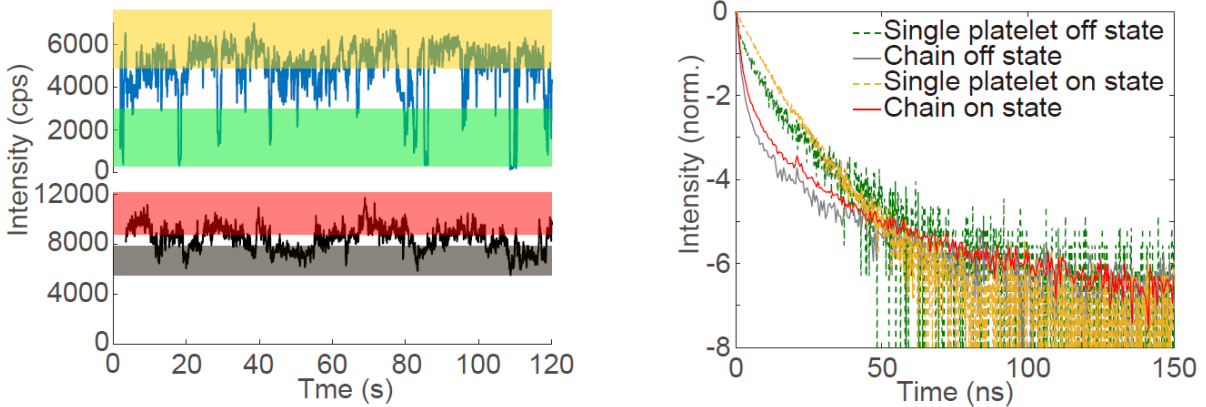 6000
4000
2000
0
12000
8000
4000
0
Intensity (cps)
0 20 40 60 80 100 120
Tme (s)
0
-2
-4
-6
-8
Intensity (norm.)
Single platelet off state
Chain off state
Single platelet on state
Chain on state
0 50 100 150
Time (ns)